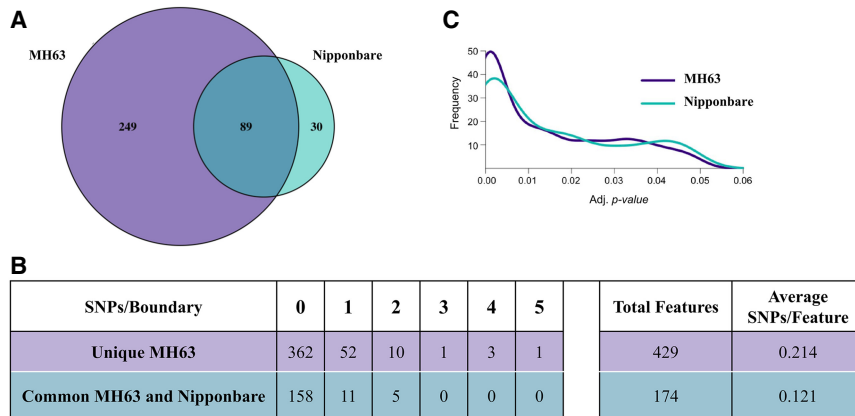 A
MH63
Nipponbare
249
89
30
C
50
40
30
20
10
Frequency
MH63
Nipponbare
0.00 0.01 0.02 0.03 0.04 0.05 0.06
Adj. p-value
B
SNPs/Boundary 0 1 2 3 4 5 Total Features Average SNPs/Feature
Unique MH63 362 52 10 1 3 1 429 0.214
Common MH63 and Nipponbare 158 11 5 0 0 0 174 0.121